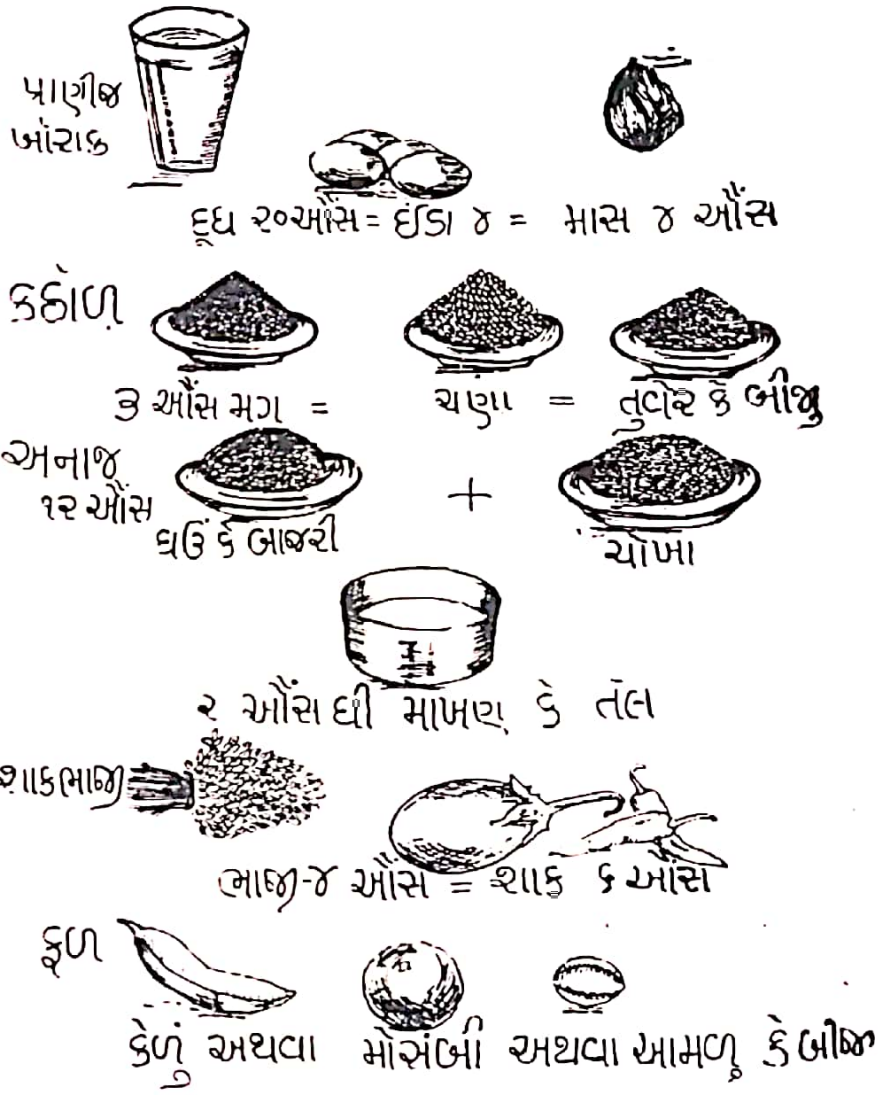 પ્રાણીજ
ખોરાક
દૂધ ૨૦ઔંસ = ઈંડા ૪ = માસ ૪ ઔંસ
કઠોળ
૩ ઔંસ મગ = ચણા = તુવેર કે બીજુ
અનાજ
૧૨ ઔંસ
ઘઉં કે બાજરી + ચોખા
૨ ઔંસ ઘી માખણ કે તેલ
શાકભાજી
ભાજી-૪ ઔંસ = શાક ૬ ઔંસ
ફળ
કેળું અથવા મોસંબી અથવા આમળુ કે બીજા